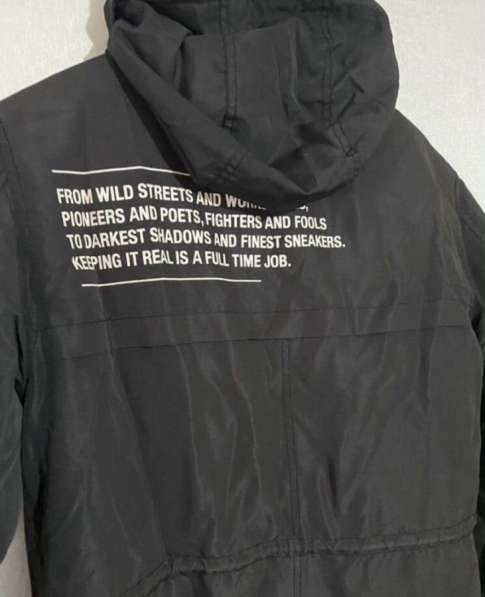 FROM WILD STREETS AND
PIONEERS AND POETS, FIGHTERS AND FOOLS
TO DARKEST SHADOWS AND FINEST SNEAKERS.
KEEPING IT REAL IS A FULL TIME JOB.